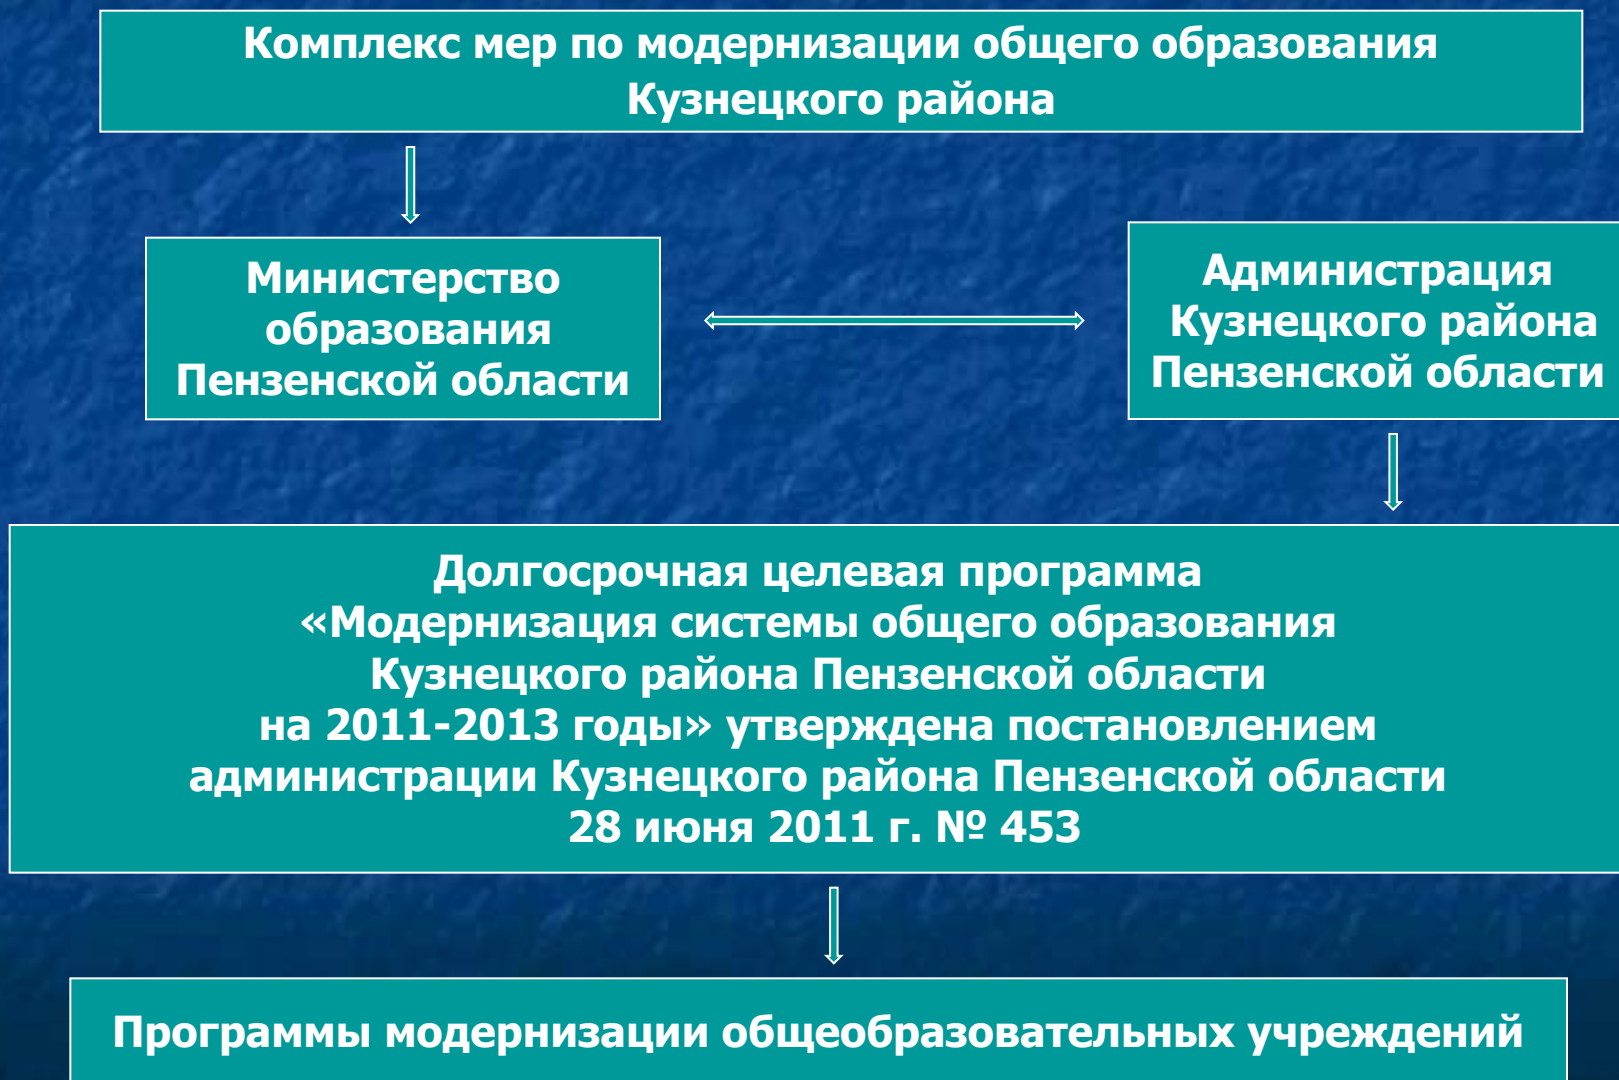 Комплекс мер по модернизации общего образования
Кузнецкого района
Министерство
образования
Пензенской области
Администрация
Кузнецкого района
Пензенской области
Долгосрочная целевая программа
«Модернизация системы общего образования
Кузнецкого района Пензенской области
на 2011-2013 годы» утверждена постановлением
администрации Кузнецкого района Пензенской области
28 июня 2011 г. № 453
Программы модернизации общеобразовательных учреждений